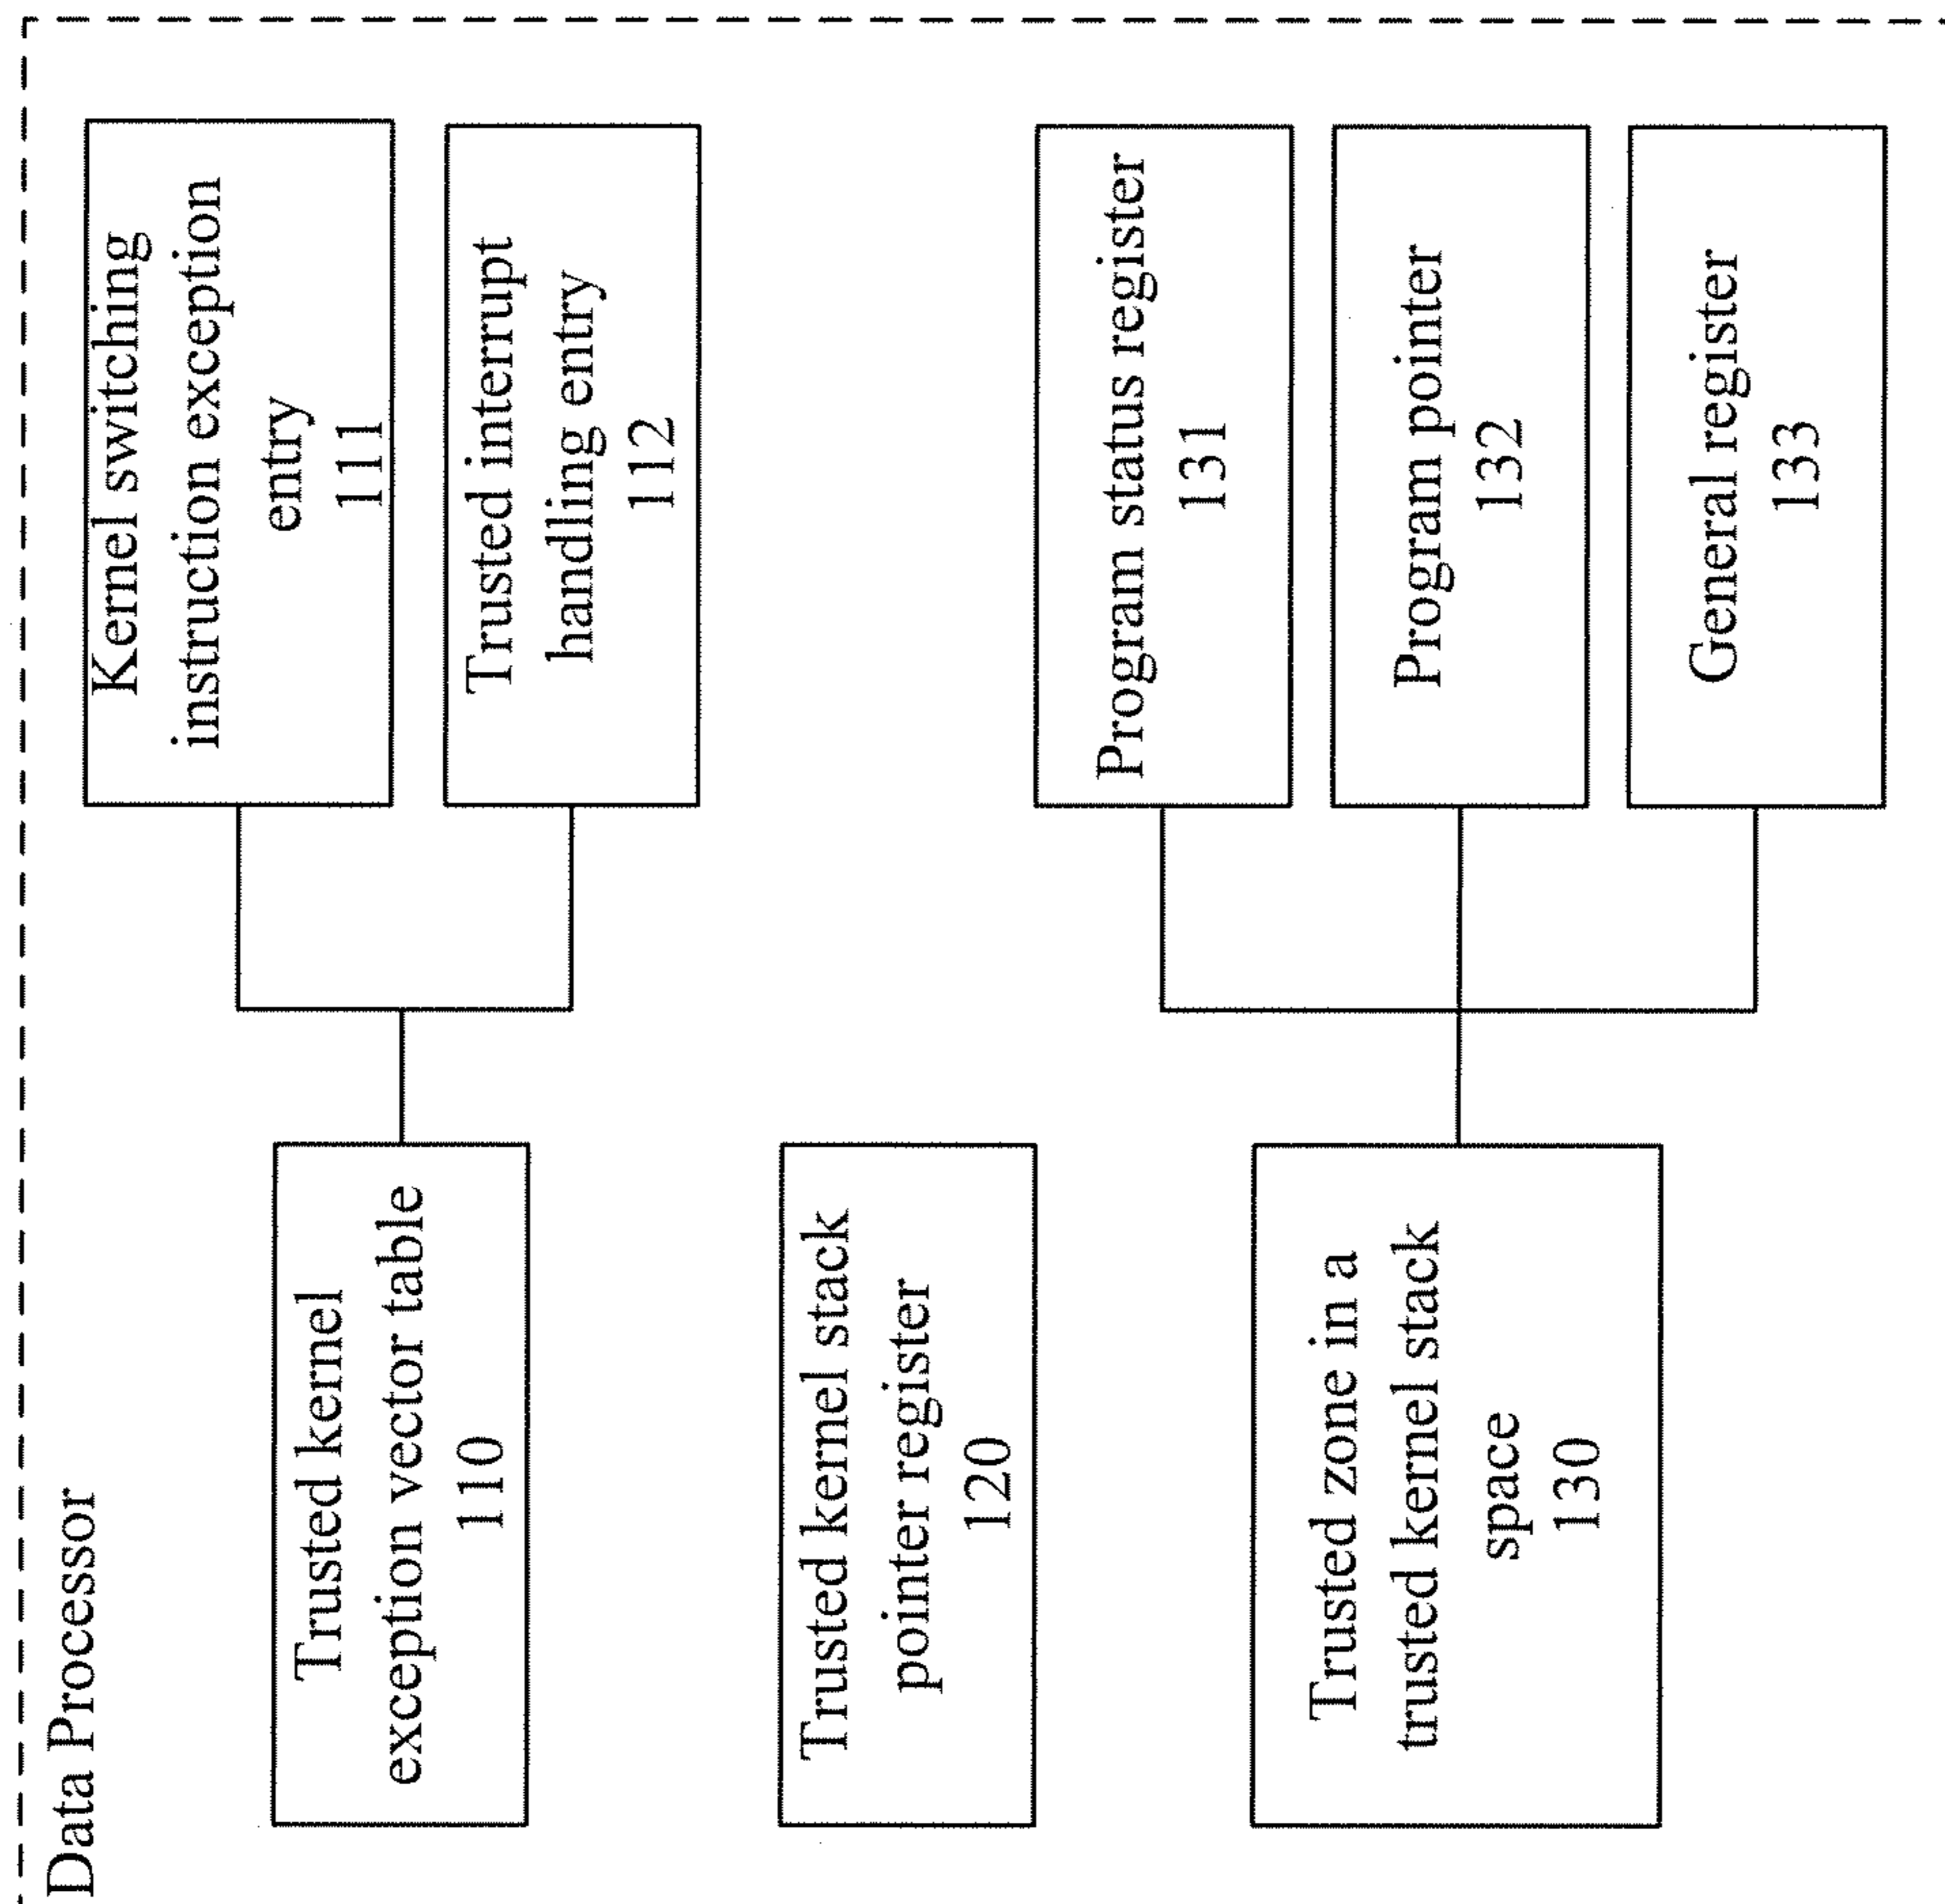 Data Processor
Trusted kernel
exception vector table
110
Kernel switching
instruction exception
entry
111
Trusted interrupt
handling entry
112
Trusted kernel stack
pointer register
120
Trusted zone in a
trusted kernel stack
space
130
Program status register
131
Program pointer
132
General register
133